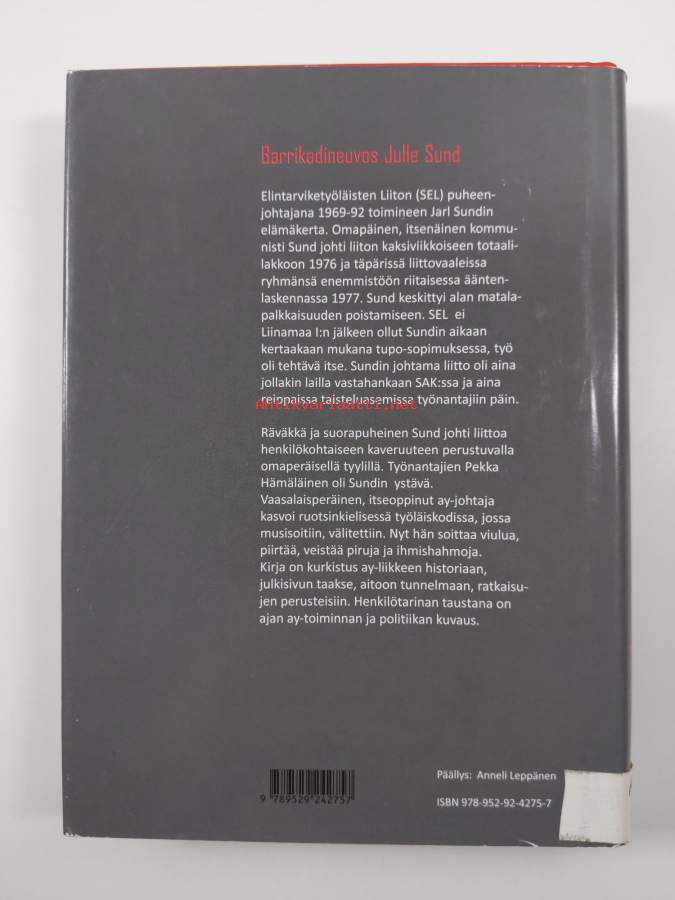 Barrikadineuvos Julle Sund
Elintarviketyöläisten Liiton (SEL) puheen-
johtajana 1969-92 toimineen Jarl Sundin
elämäkerta. Omapäinen, itsenäinen kommu-
nisti Sund johti liiton kaksiviikkoiseen totaali-
lakkoon 1976 ja täpärissä liittovaaleissa
ryhmänsä enemmistöön riitaisessa äänten-
laskennassa 1977. Sund keskittyi alan matala-
palkkaisuuden poistamiseen. SEL ei
Liinamaa I:n jälkeen ollut Sundin aikaan
kertaakaan mukana tupo-sopimuksessa, työ
oli tehtävä itse. Sundin johtama liitto oli aina
jollakin lailla vastahankaan SAK:ssa ja aina
reippaissa taisteluasemissa työnantajiin päin.
Antikvariaatti.net
Räväkkä ja suorapuheinen Sund johti liittoa
henkilökohtaiseen kaveruuteen perustuvalla
omaperäisellä tyylillä. Työnantajien Pekka
Hämäläinen oli Sundin ystävä.
Vaasalaisperäinen, itseoppinut ay-johtaja
kasvoi ruotsinkielisessä työläiskodissa, jossa
musisoitiin, välitettiin. Nyt hän soittaa viulua,
piirtää, veistää piruja ja ihmishahmoja.
Kirja on kurkistus ay-liikkeen historiaan,
julkisivun taakse, aitoon tunnelmaan, ratkaisu-
jen perusteisiin. Henkilötarinan taustana on
ajan ay-toiminnan ja politiikan kuvaus.
Päällys: Anneli Leppänen
9 789529 242757
ISBN 978-952-92-4275-7